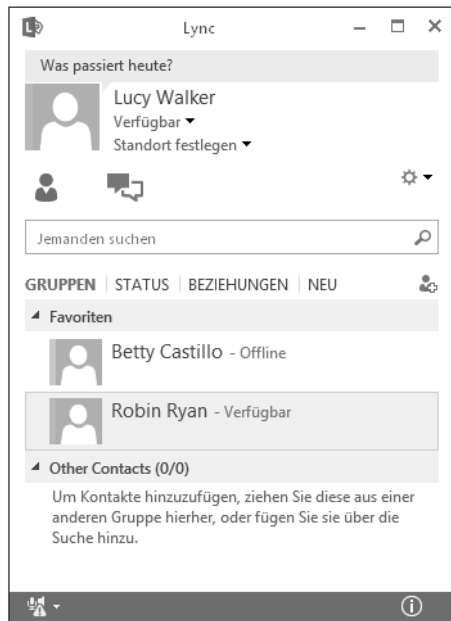 Lync
Was passiert heute?
Lucy Walker
Verfügbar
Standort festlegen
Jemanden suchen
GRUPPEN STATUS BEZIEHUNGEN NEU
Favoriten
Betty Castillo - Offline
Robin Ryan - Verfügbar
Other Contacts (0/0)
Um Kontakte hinzuzufügen, ziehen Sie diese aus einer
anderen Gruppe hierher, oder fügen Sie sie über die
Suche hinzu.